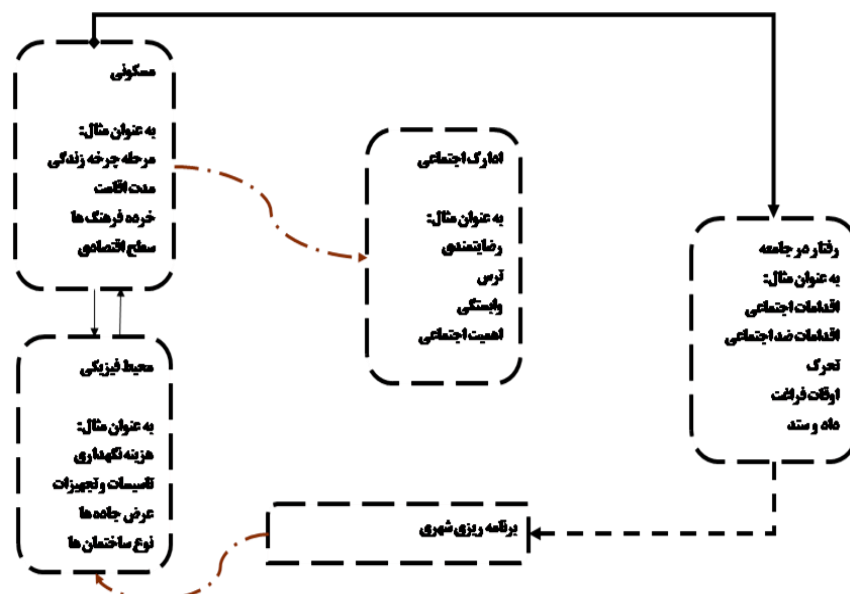 مسکونی
به عنوان مثال:
مرحله چرخه زندگی
مدت اقامت
خرده فرهنگ ها
سطح اقتصادی
ادارک اجتماعی
به عنوان مثال:
رضایتمندی
ترس
وابستگی
اهمیت اجتماعی
رفتار در جامعه
به عنوان مثال:
اقدامات اجتماعی
اقدامات ضد اجتماعی
تحرک
اوقات فراغت
داد و ستد
محیط فیزیکی
به عنوان مثال:
هزینه نگهداری
تاسیسات و تجهیزات
عرض جاده ها
نوع ساختمان ها
برنامه ریزی شهری